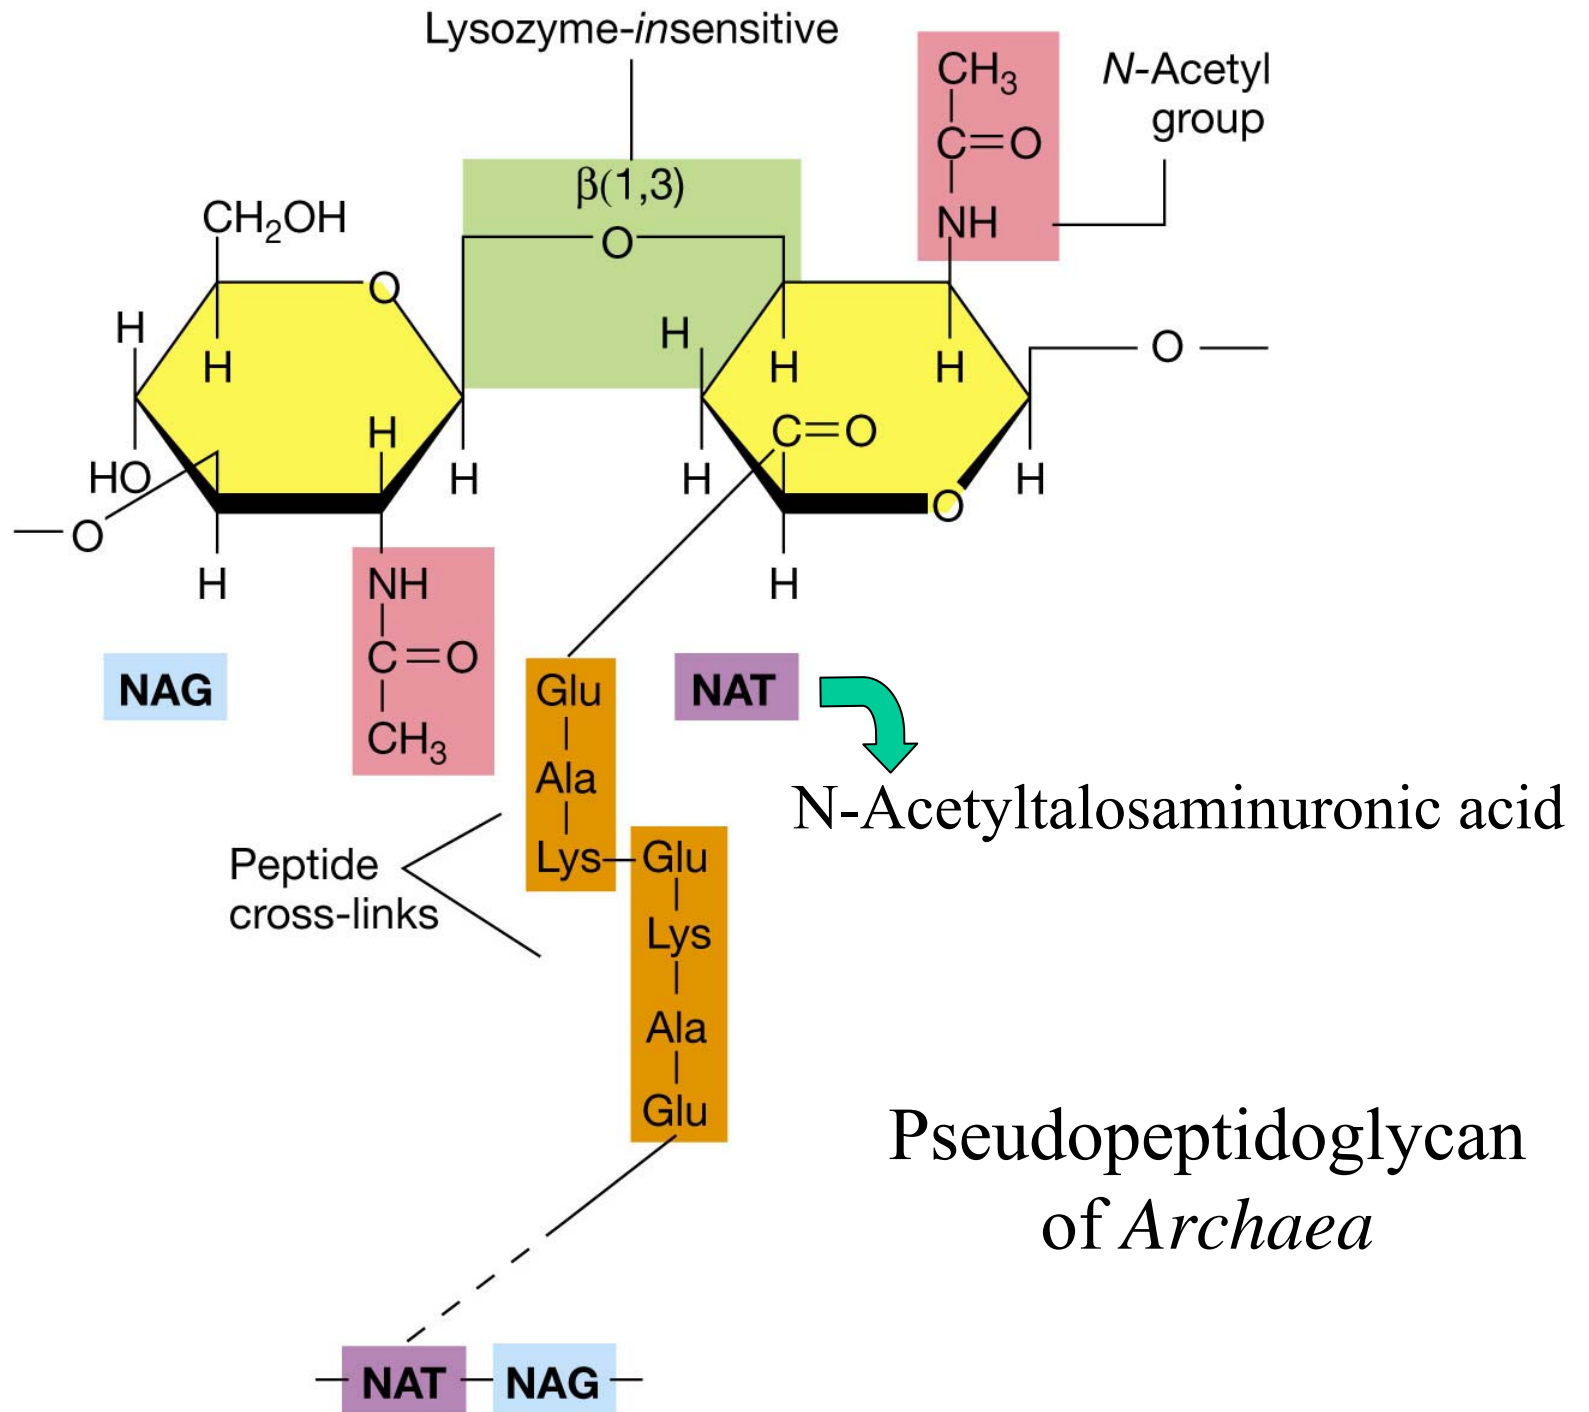 Lysozyme-insensitive
CH3
N-Acetyl
group
C=O
β(1,3)
NH
CH2OH
O
O
H
H
O
H
H
H
H
C=O
H
HO
H
H
H
O
O
H
H
NH
C=O
CH3
NAG
Glu
NAT
Ala
N-Acetyltalosaminuronic acid
Lys
Glu
Peptide
cross-links
Lys
Ala
Glu
Pseudopeptidoglycan
of Archaea
NAT
NAG